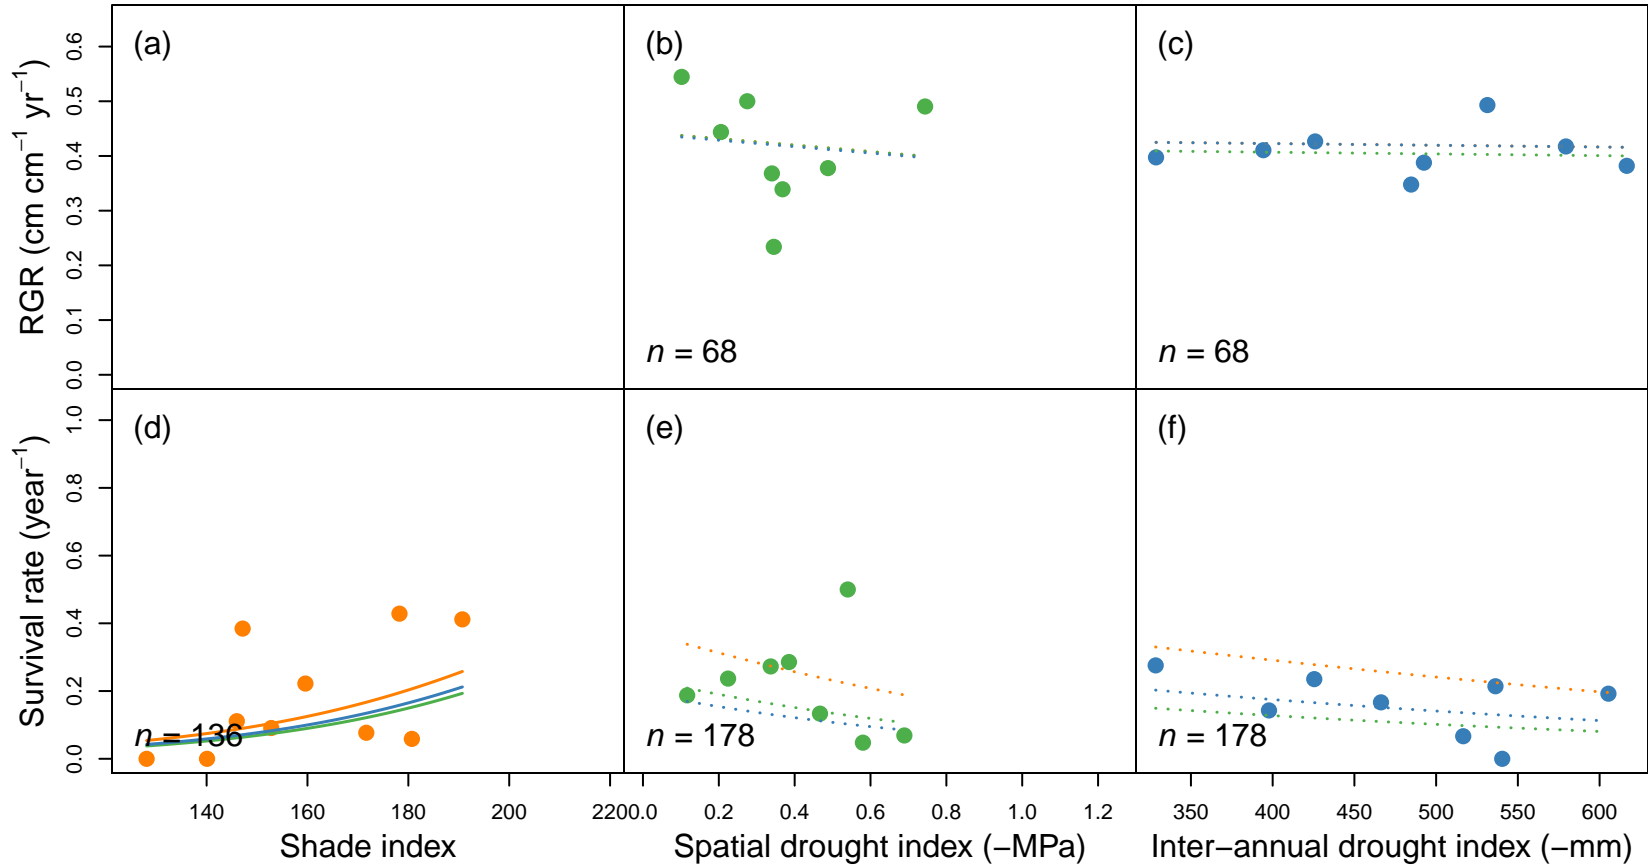 (a)
(b)
(c)
RGR (cm cm⁻¹ yr⁻¹)
0.0 0.1 0.2 0.3 0.4 0.5 0.6
n = 68
n = 68
(d)
(e)
(f)
Survival rate (year⁻¹)
0.0 0.2 0.4 0.6 0.8 1.0
n = 136
n = 178
n = 178
140 160 180 200 220
0.0 0.2 0.4 0.6 0.8 1.0 1.2
350 400 450 500 550 600
Shade index
Spatial drought index (−MPa)
Inter−annual drought index (−mm)